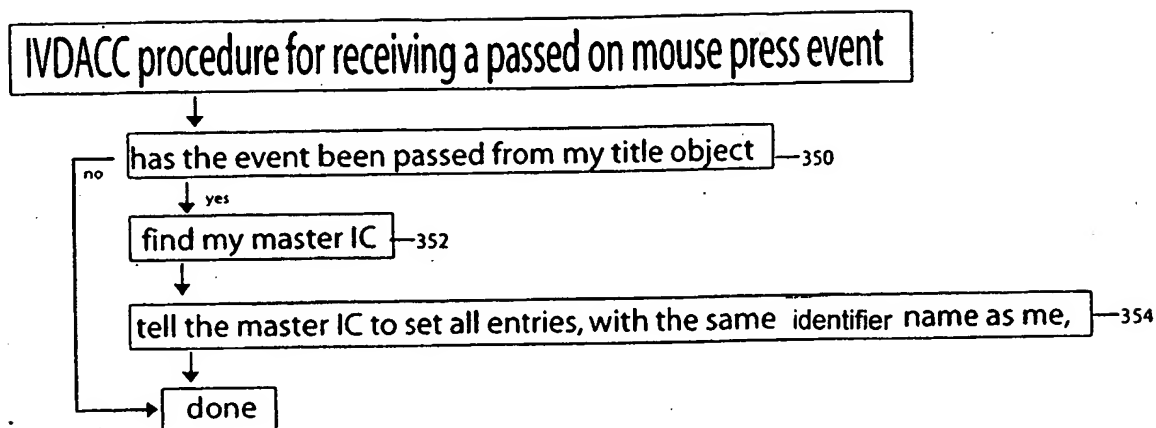 IVDACC procedure for receiving a passed on mouse press event
has the event been passed from my title object —350
no
yes
find my master IC —352
tell the master IC to set all entries, with the same identifier name as me, —354
done